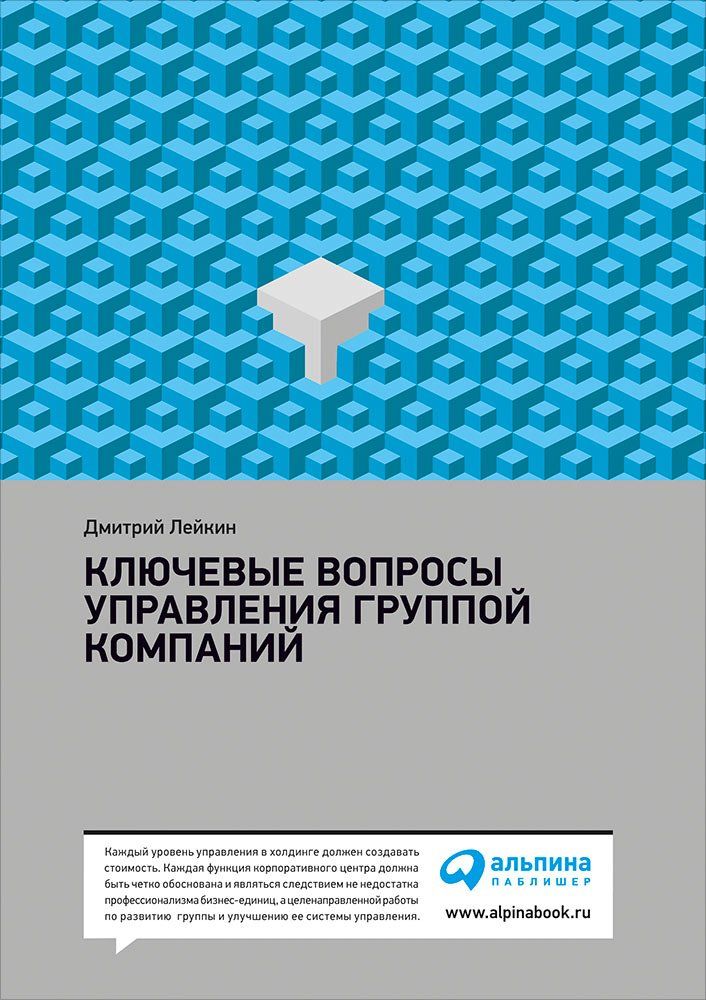 Дмитрий Лейкин
КЛЮЧЕВЫЕ ВОПРОСЫ
УПРАВЛЕНИЯ ГРУППОЙ
КОМПАНИЙ
Каждый уровень управления в холдинге должен создавать
стоимость. Каждая функция корпоративного центра должна
быть четко обоснована и являться следствием не недостатка
профессионализма бизнес-единиц, а целенаправленной работы
по развитию группы и улучшению ее системы управления.
альпина
ПАБЛИШЕР
www.alpinabook.ru